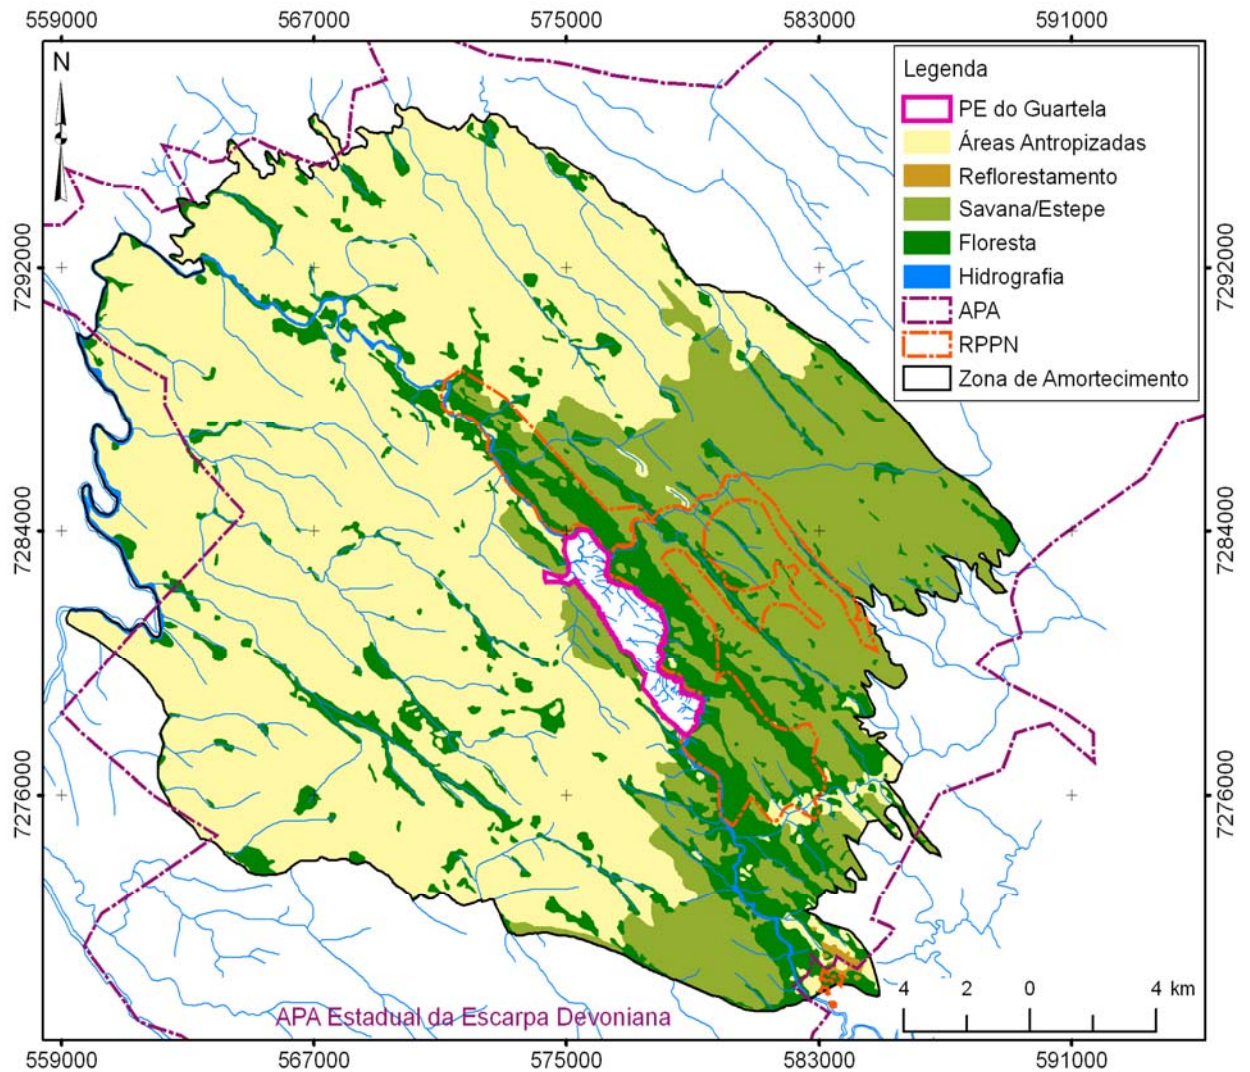 559000 567000 575000 583000 591000
N
Legenda
PE do Guartela
Áreas Antropizadas
Reflorestamento
Savana/Estepe
Floresta
Hidrografia
APA
RPPN
Zona de Amortecimento
7292000 7292000
7284000 7284000
7276000 7276000
4 2 0 4 km
APA Estadual da Escarpa Devoniana
559000 567000 575000 583000 591000